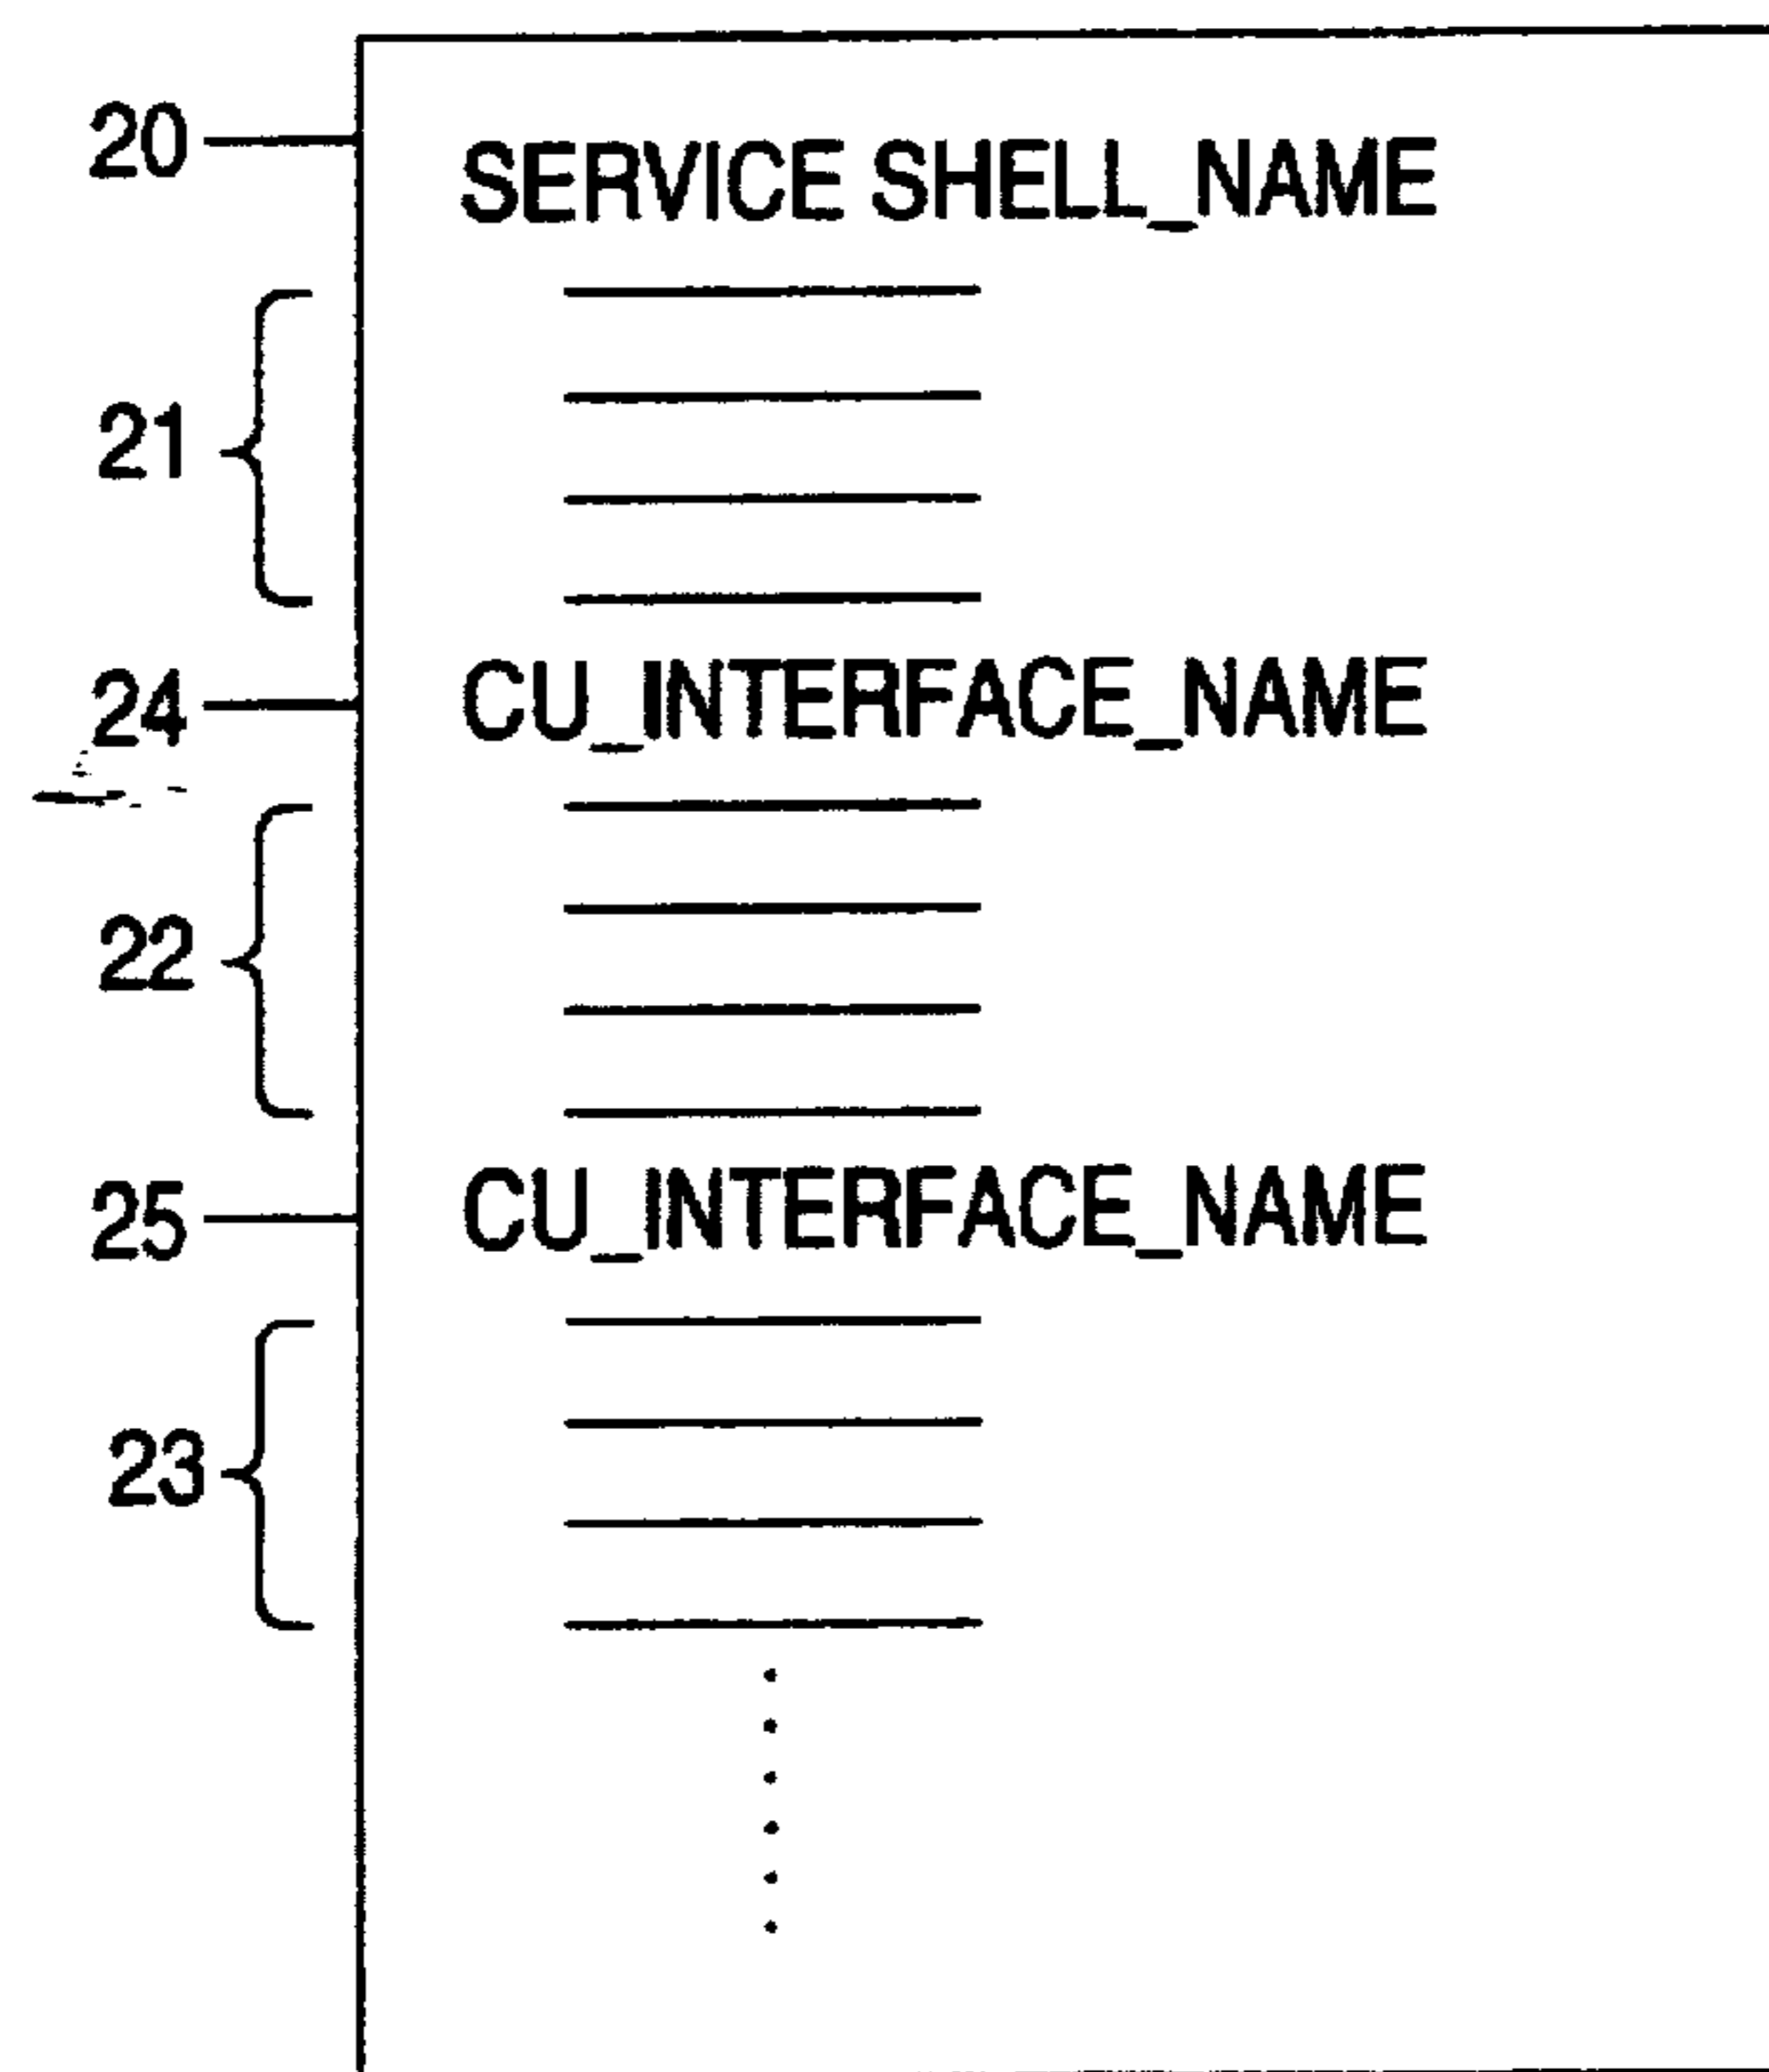 20 SERVICE SHELL_NAME
21
24 CU_INTERFACE_NAME
22
25 CU_INTERFACE_NAME
23